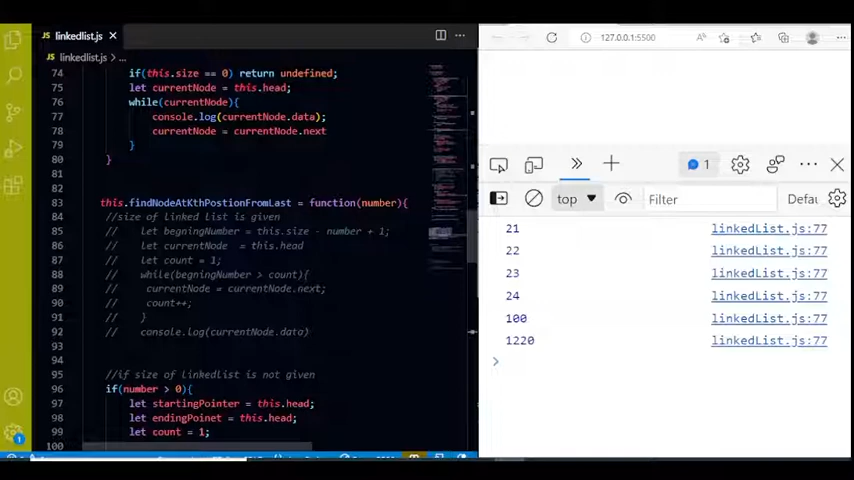 linkedlist.js
linkedlist.js > ...
127.0.0.1:5500
74 if(this.size == 0) return undefined;
75 let currentNode = this.head;
76 while(currentNode){
77 console.log(currentNode.data);
78 currentNode = currentNode.next
79 }
80 }
81
82
83 this.findNodeAtKthPostionFromLast = function(number){
84 //size of linked list is given
85 // Let begningNumber = this.size - number + 1;
86 // let currentNode = this.head
87 // let count = 1;
88 // while(begningNumber > count){
89 // currentNode = currentNode.next;
90 // count++;
91 // }
92 // console.log(currentNode.data)
93
94
95 //if size of linkedlist is not given
96 if(number > 0){
97 let startingPointer = this.head;
98 let endingPoinet = this.head;
99 let count = 1;
100
1
1
top
Filter
Defau
21 linkedList.js:77
22 linkedList.js:77
23 linkedList.js:77
24 linkedList.js:77
100 linkedList.js:77
1220 linkedList.js:77